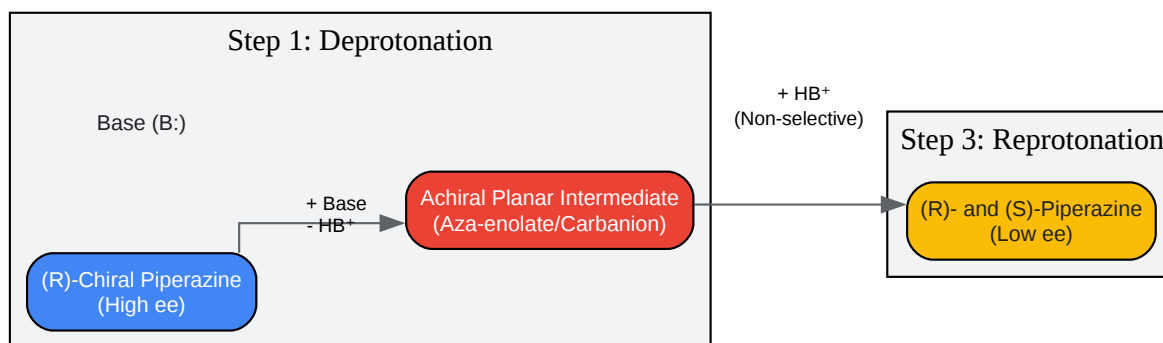 Step 1: Deprotonation
Base (B:)
(R)-Chiral Piperazine
(High ee)
+ Base
- HB⁺
Achiral Planar Intermediate
(Aza-enolate/Carbanion)
+ HB⁺
(Non-selective)
Step 3: Reprotonation
(R)- and (S)-Piperazine
(Low ee)